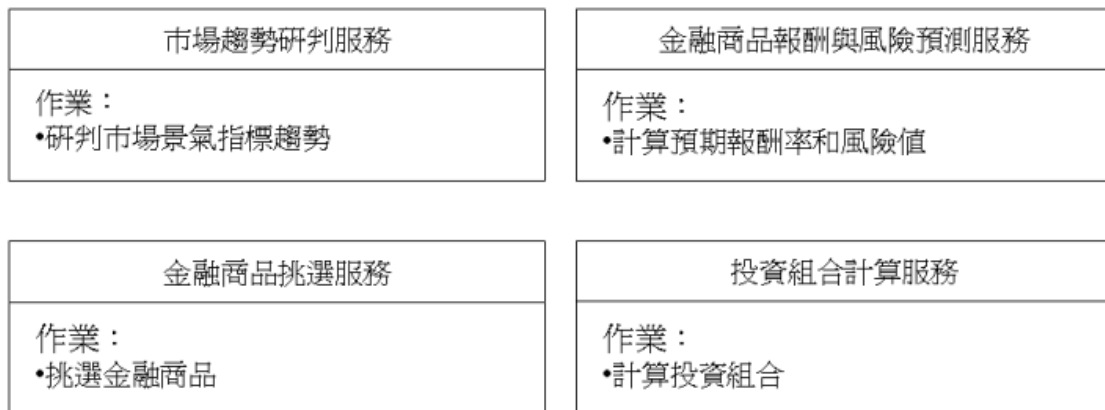 市場趨勢研判服務
作業：
•研判市場景氣指標趨勢
金融商品報酬與風險預測服務
作業：
•計算預期報酬率和風險值
金融商品挑選服務
作業：
•挑選金融商品
投資組合計算服務
作業：
•計算投資組合